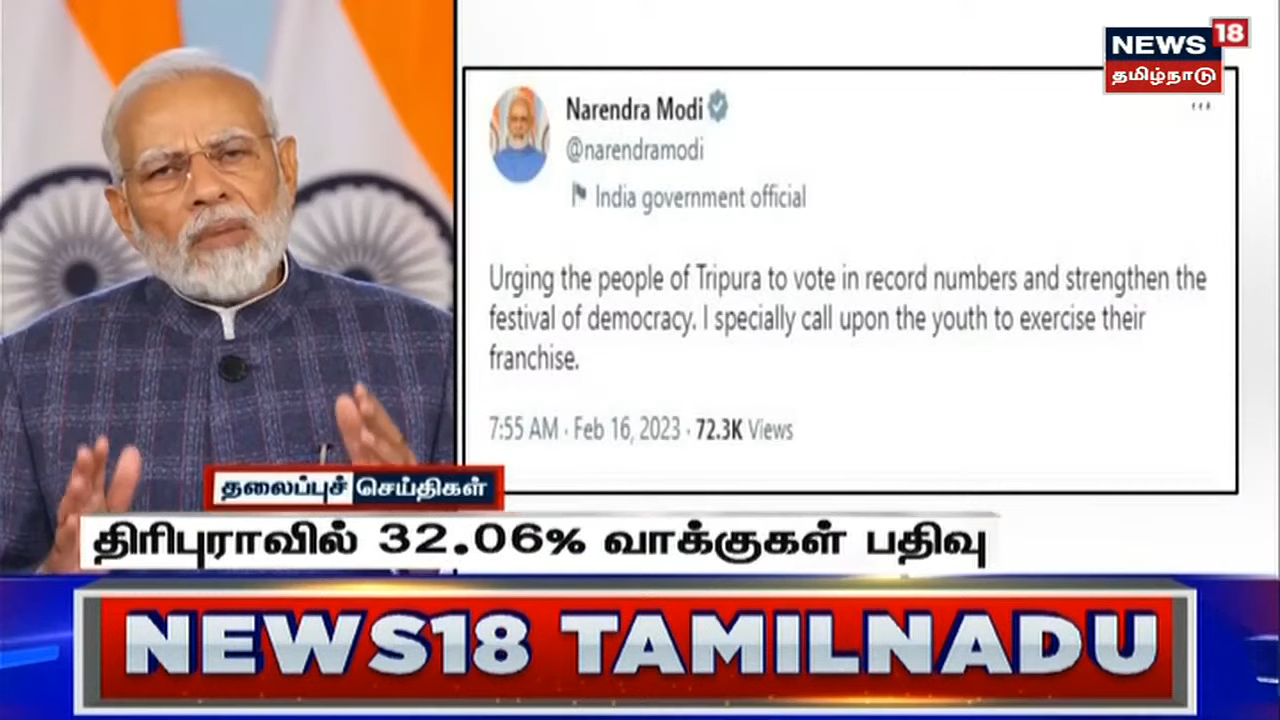 NEWS 18
தமிழ்நாடு
Narendra Modi
@narendramodi
India government official
Urging the people of Tripura to vote in record numbers and strengthen the
festival of democracy. I specially call upon the youth to exercise their
franchise.
7:55 AM · Feb 16, 2023 · 72.3K Views
தலைப்புச் செய்திகள்
திரிபுராவில் 32.06% வாக்குகள் பதிவு
NEWS18 TAMILNADU